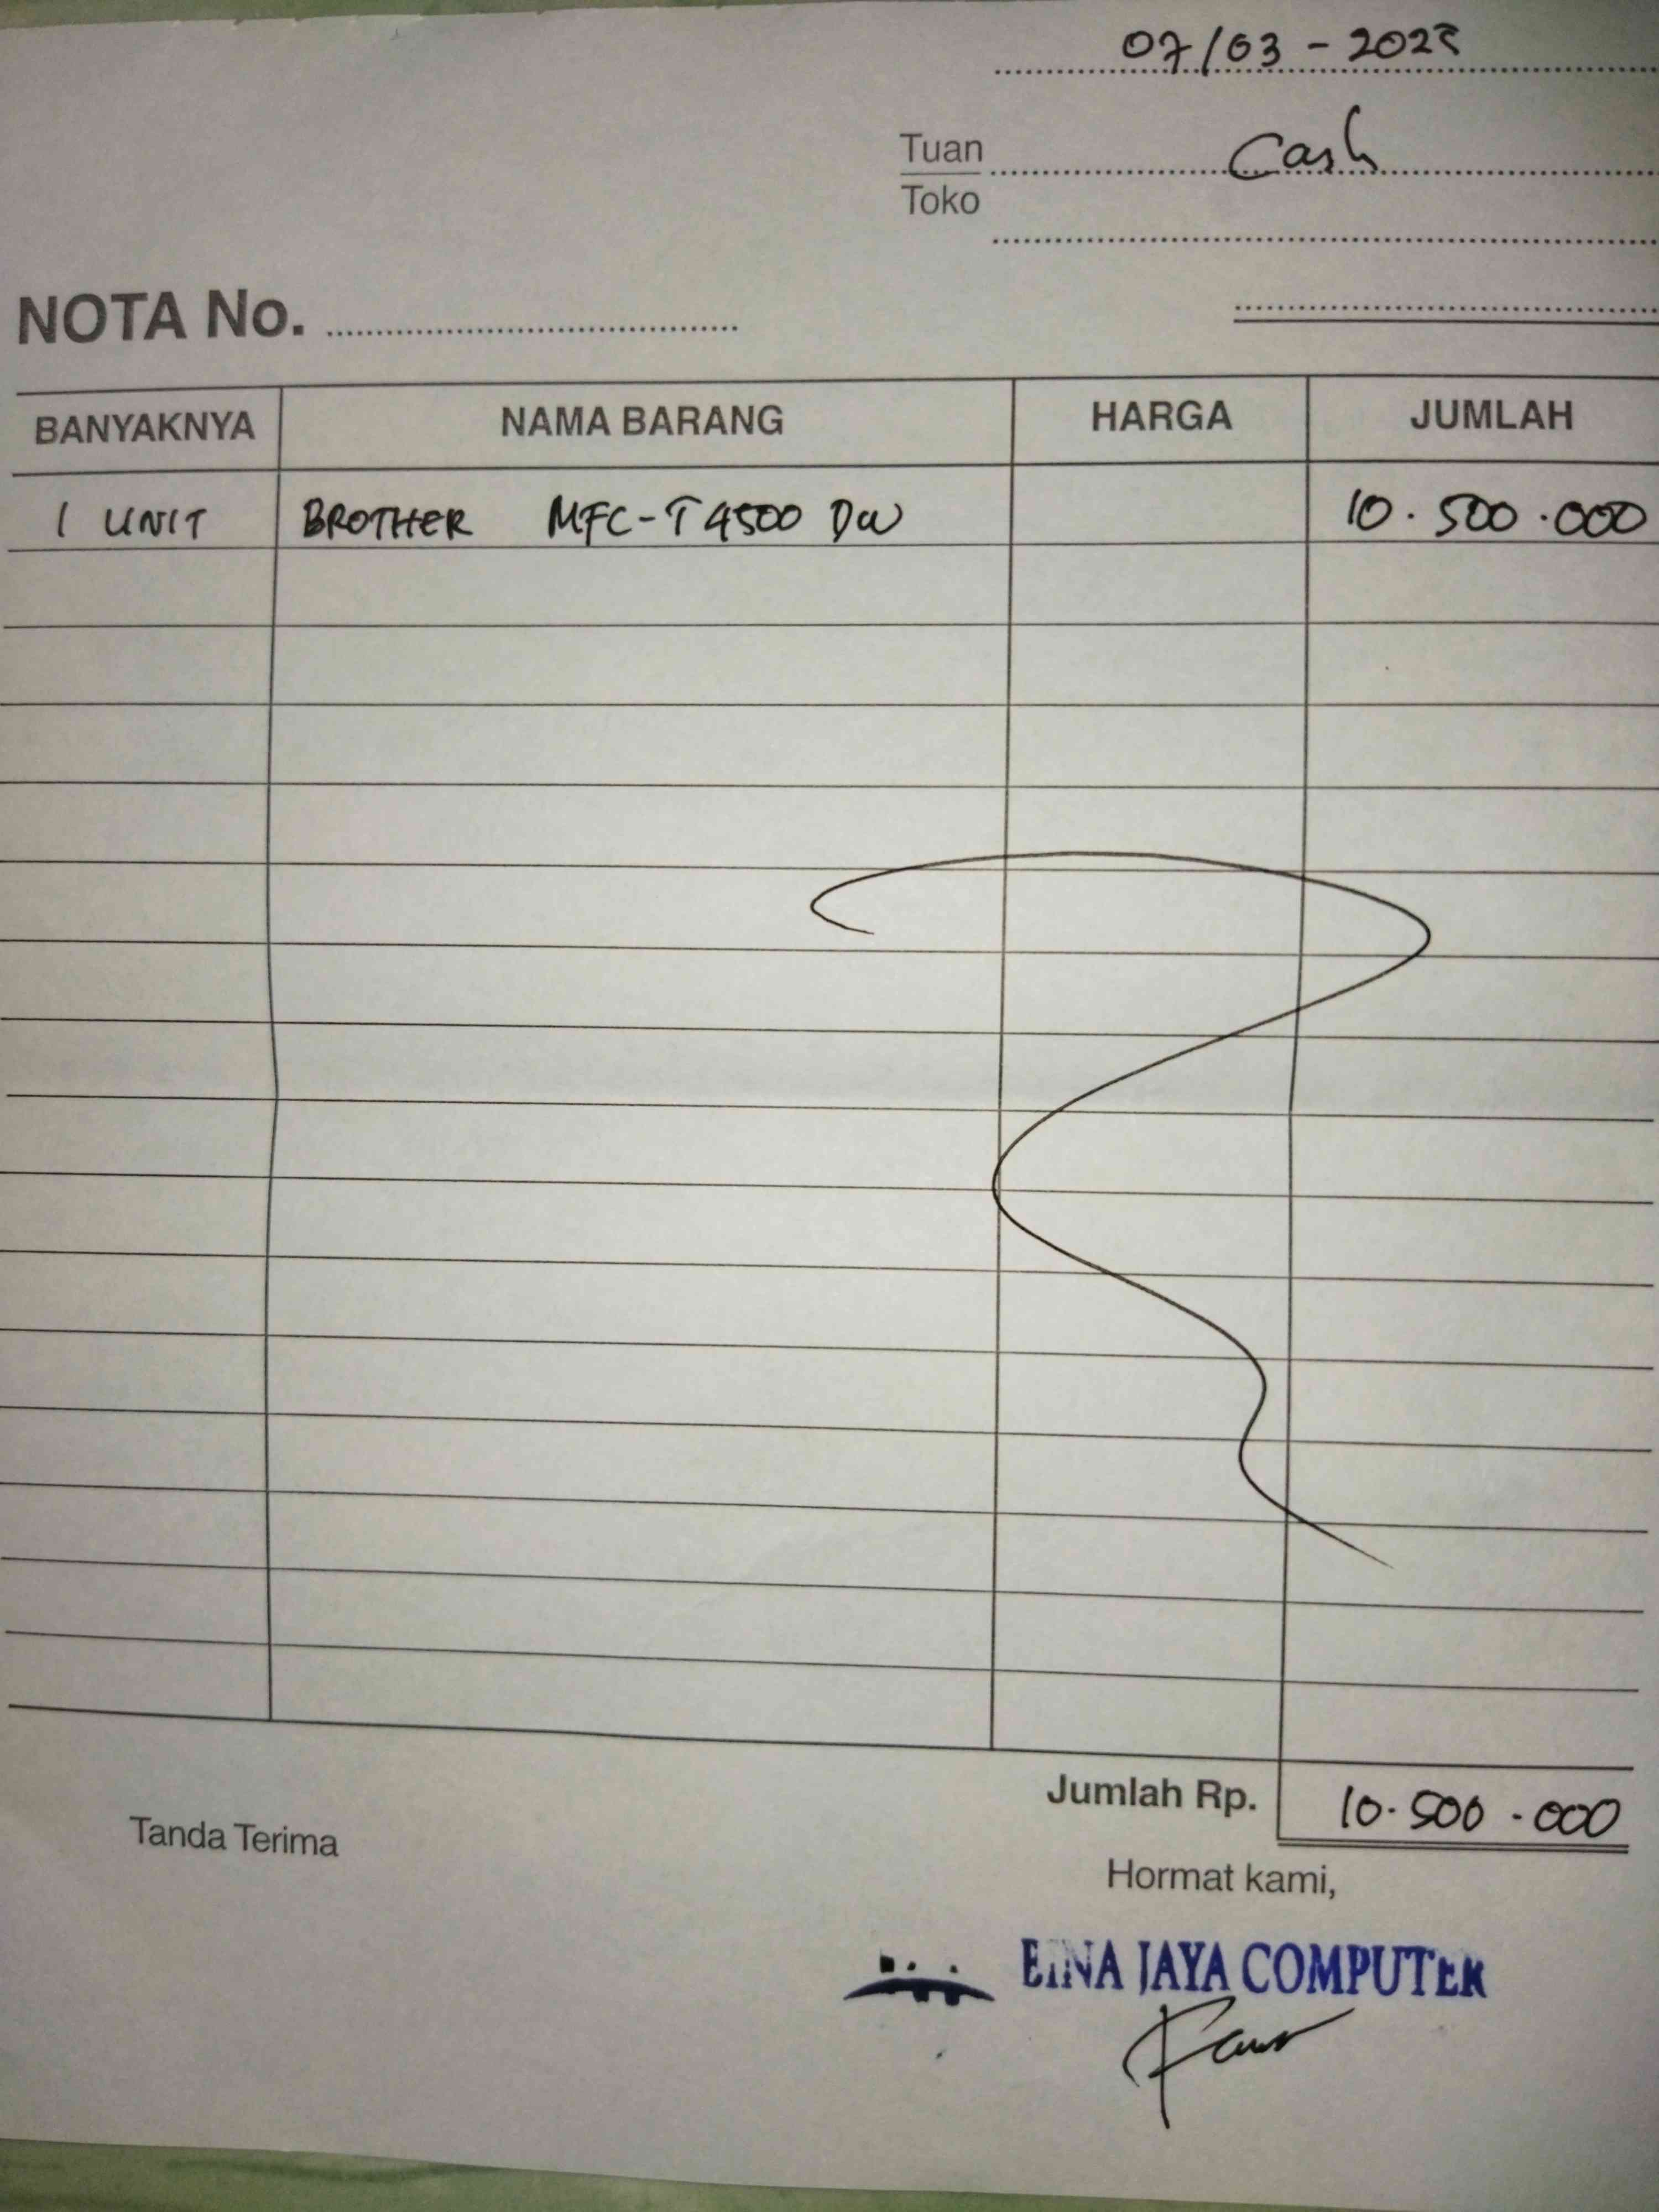 07/03 - 2023
Tuan Cash
Toko
NOTA No.
BANYAKNYA NAMA BARANG HARGA JUMLAH
1 UNIT BROTHER MFC-T4500 DW 10.500.000
Jumlah Rp. 10.500.000
Tanda Terima
Hormat kami,
BINA JAYA COMPUTER